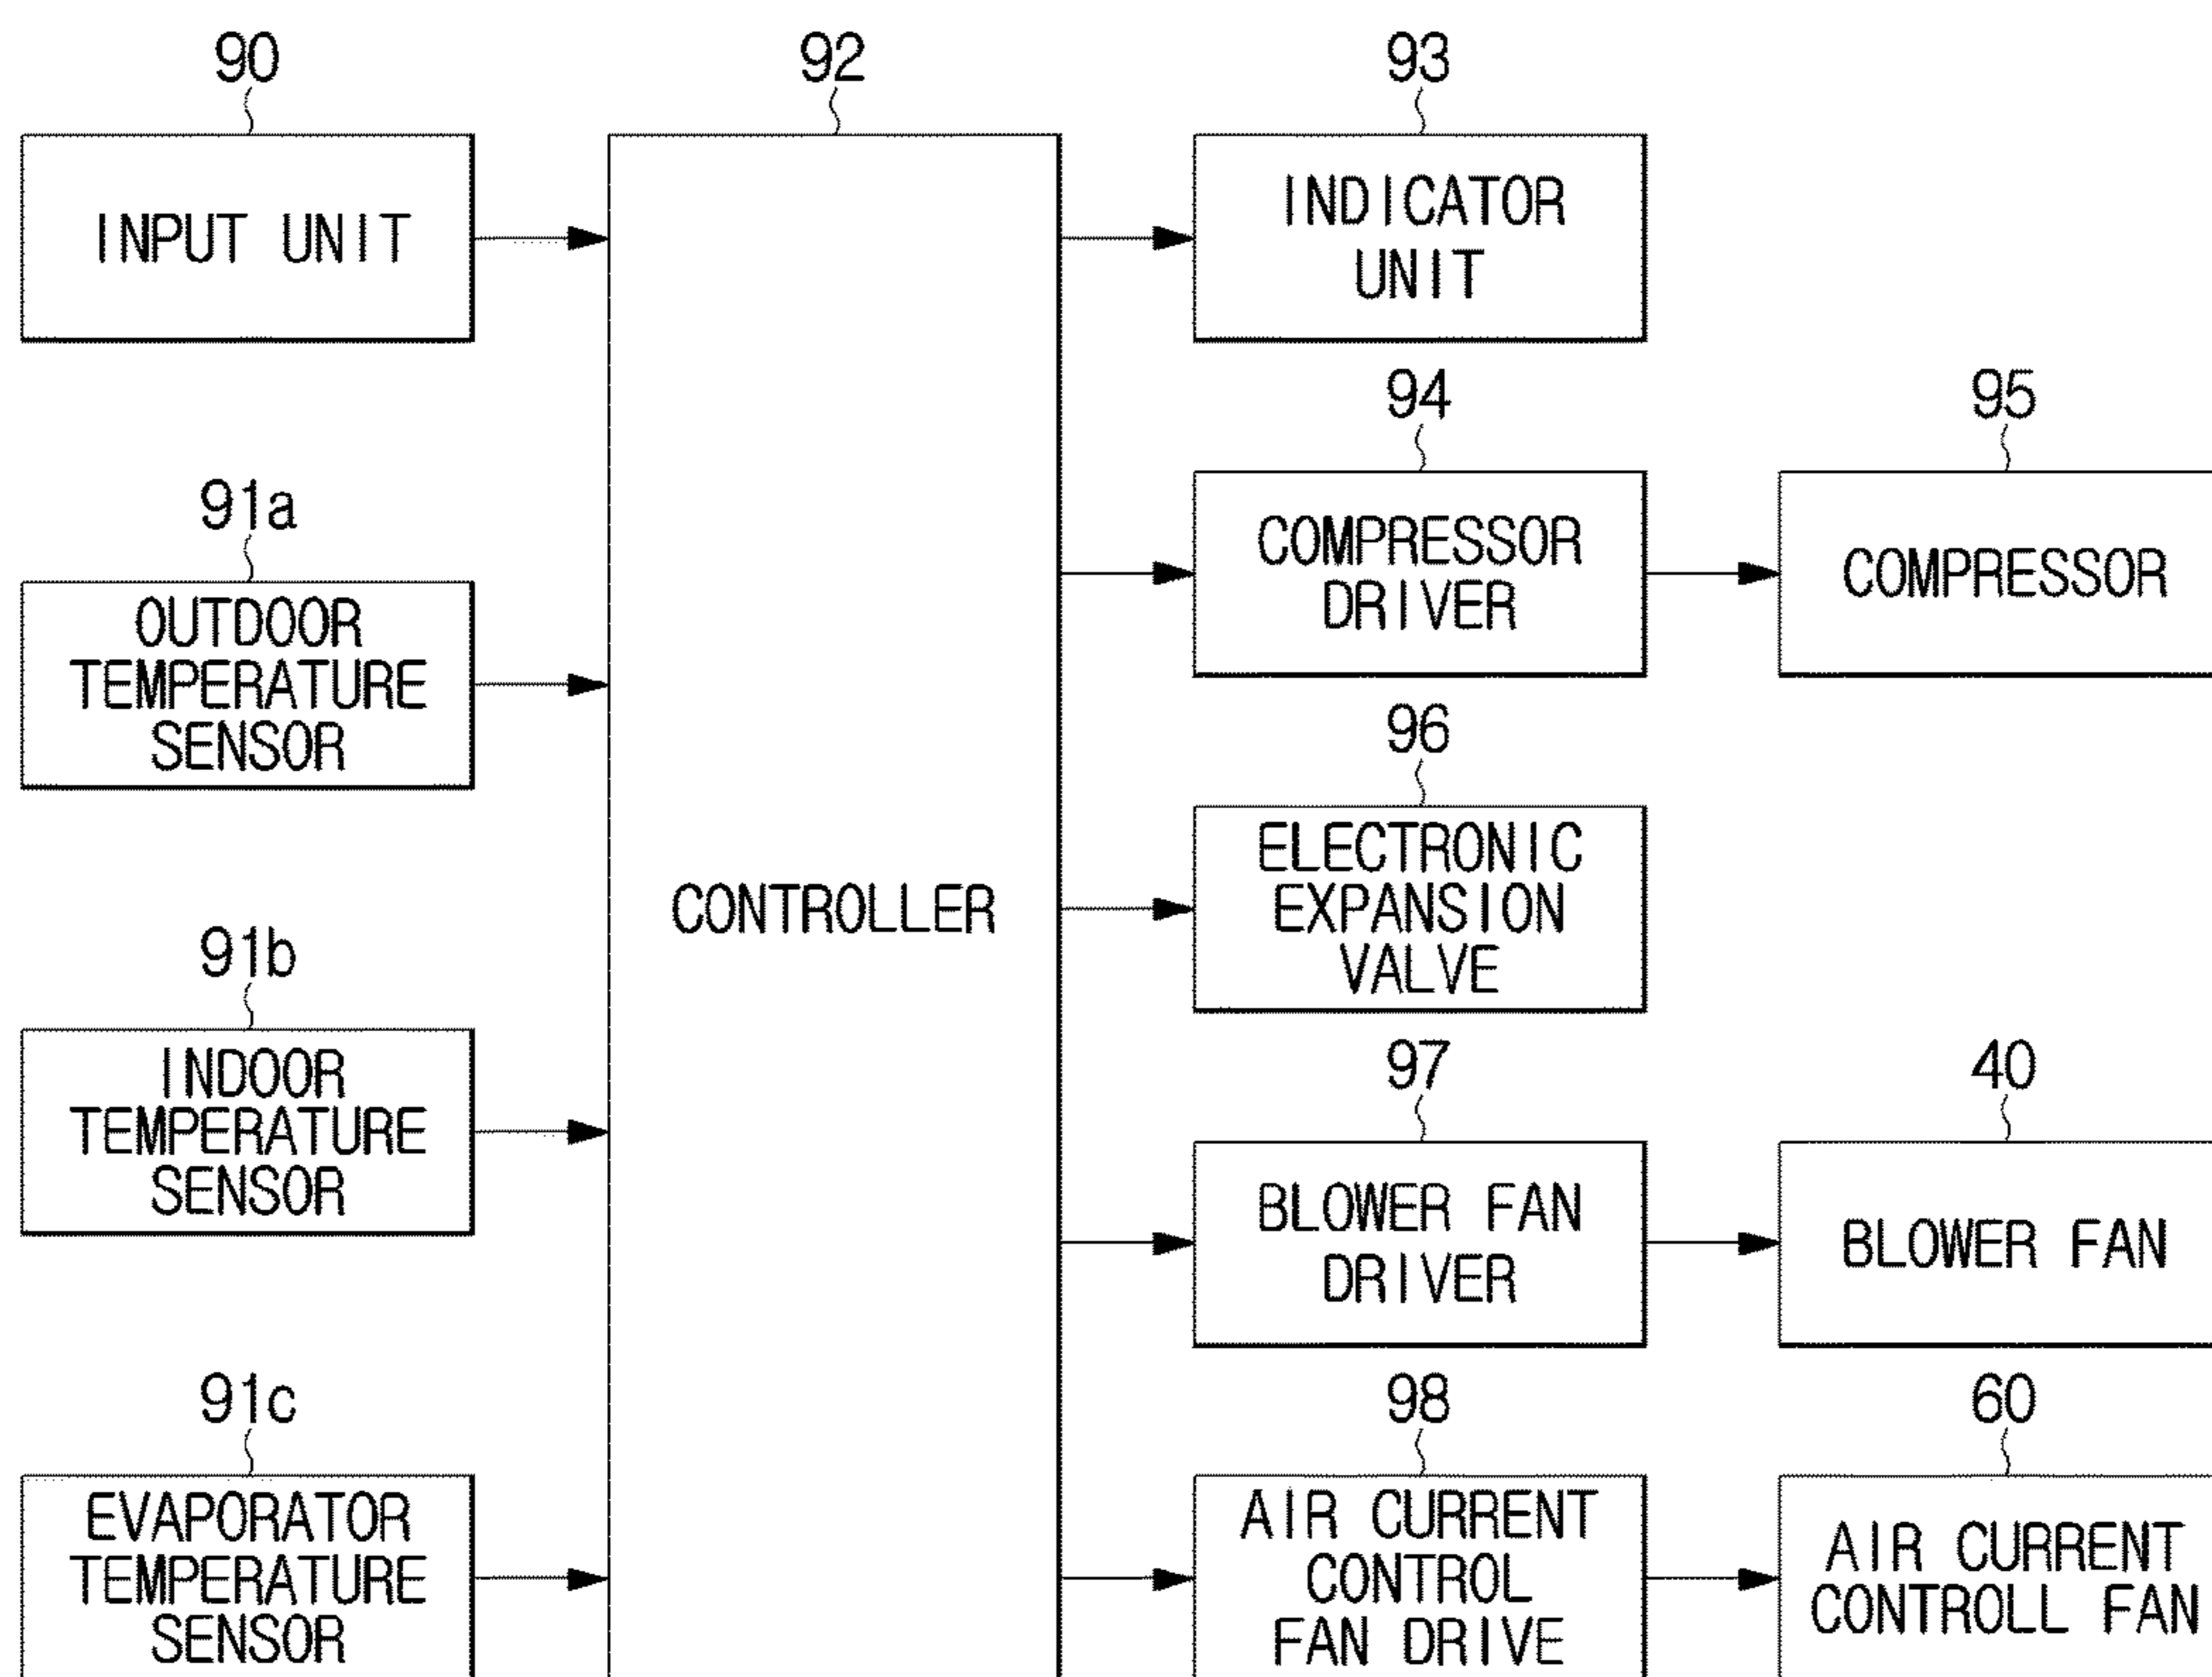 90
INPUT UNIT
91a
OUTDOOR
TEMPERATURE
SENSOR
91b
INDOOR
TEMPERATURE
SENSOR
91c
EVAPORATOR
TEMPERATURE
SENSOR
92
CONTROLLER
93
INDICATOR
UNIT
94
COMPRESSOR
DRIVER
95
COMPRESSOR
96
ELECTRONIC
EXPANSION
VALVE
97
BLOWER FAN
DRIVER
40
BLOWER FAN
98
AIR CURRENT
CONTROL
FAN DRIVE
60
AIR CURRENT
CONTROLL FAN